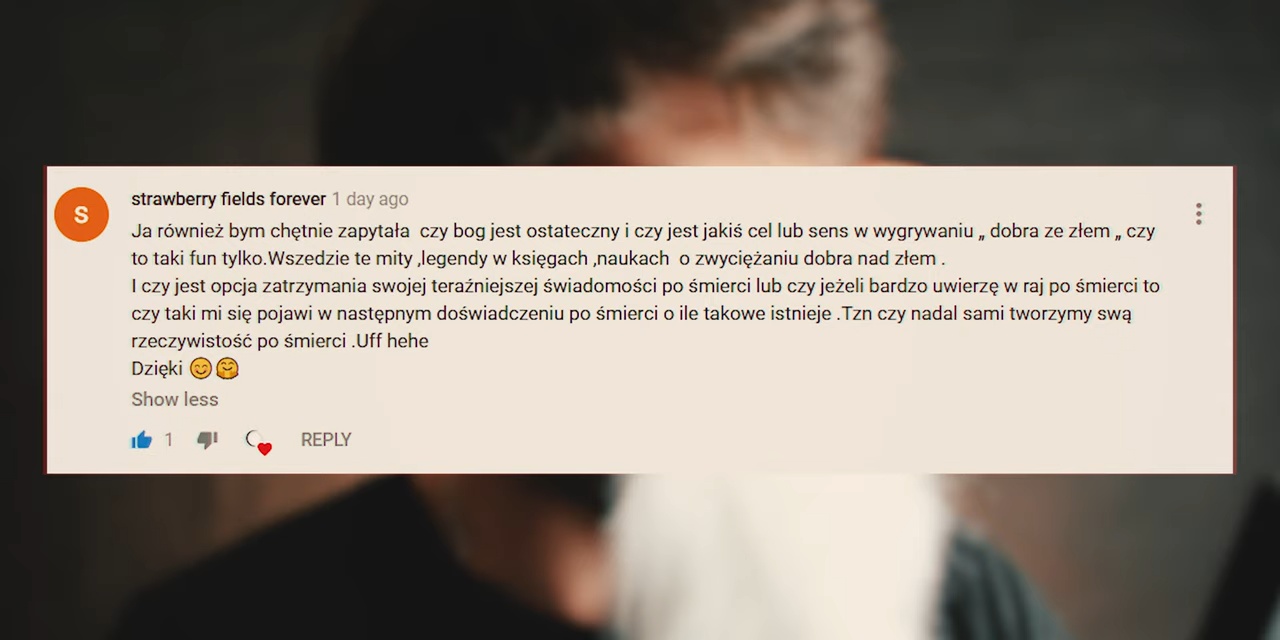 S
strawberry fields forever 1 day ago
Ja również bym chętnie zapytała czy bog jest ostateczny i czy jest jakiś cel lub sens w wygrywaniu „ dobra ze złem „ czy
to taki fun tylko.Wszedzie te mity ,legendy w księgach ,naukach o zwyciężaniu dobra nad złem .
I czy jest opcja zatrzymania swojej teraźniejszej świadomości po śmierci lub czy jeżeli bardzo uwierzę w raj po śmierci to
czy taki mi się pojawi w następnym doświadczeniu po śmierci o ile takowe istnieje .Tzn czy nadal sami tworzymy swą
rzeczywistość po śmierci .Uff hehe
Dzięki 😊🤗
Show less
1 REPLY